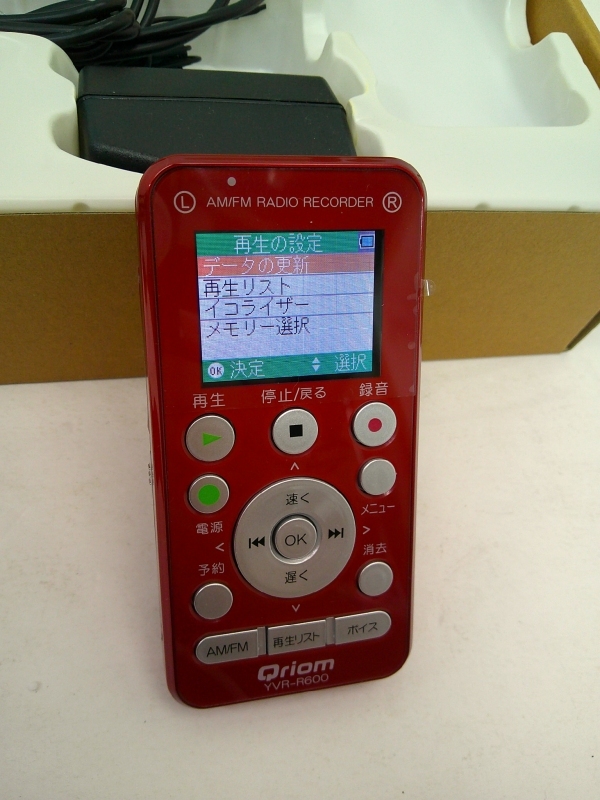 L AM/FM RADIO RECORDER R
再生の設定
データの更新
再生リスト
イコライザー
メモリー選択
OK 決定 選択
再生 停止/戻る 録音
速く
電源 メニュー
OK
予約 消去
遅く
AM/FM 再生リスト ボイス
Qriom
YVR-R600